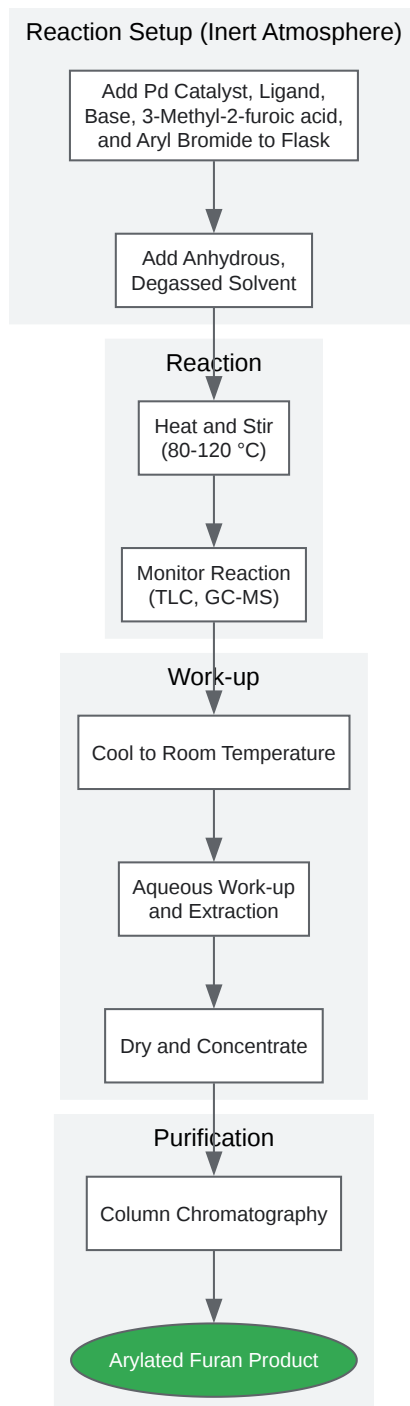 Reaction Setup (Inert Atmosphere)
Add Pd Catalyst, Ligand,
Base, 3-Methyl-2-furoic acid,
and Aryl Bromide to Flask
Add Anhydrous,
Degassed Solvent
Reaction
Heat and Stir
(80-120 °C)
Monitor Reaction
(TLC, GC-MS)
Work-up
Cool to Room Temperature
Aqueous Work-up
and Extraction
Dry and Concentrate
Purification
Column Chromatography
Arylated Furan Product